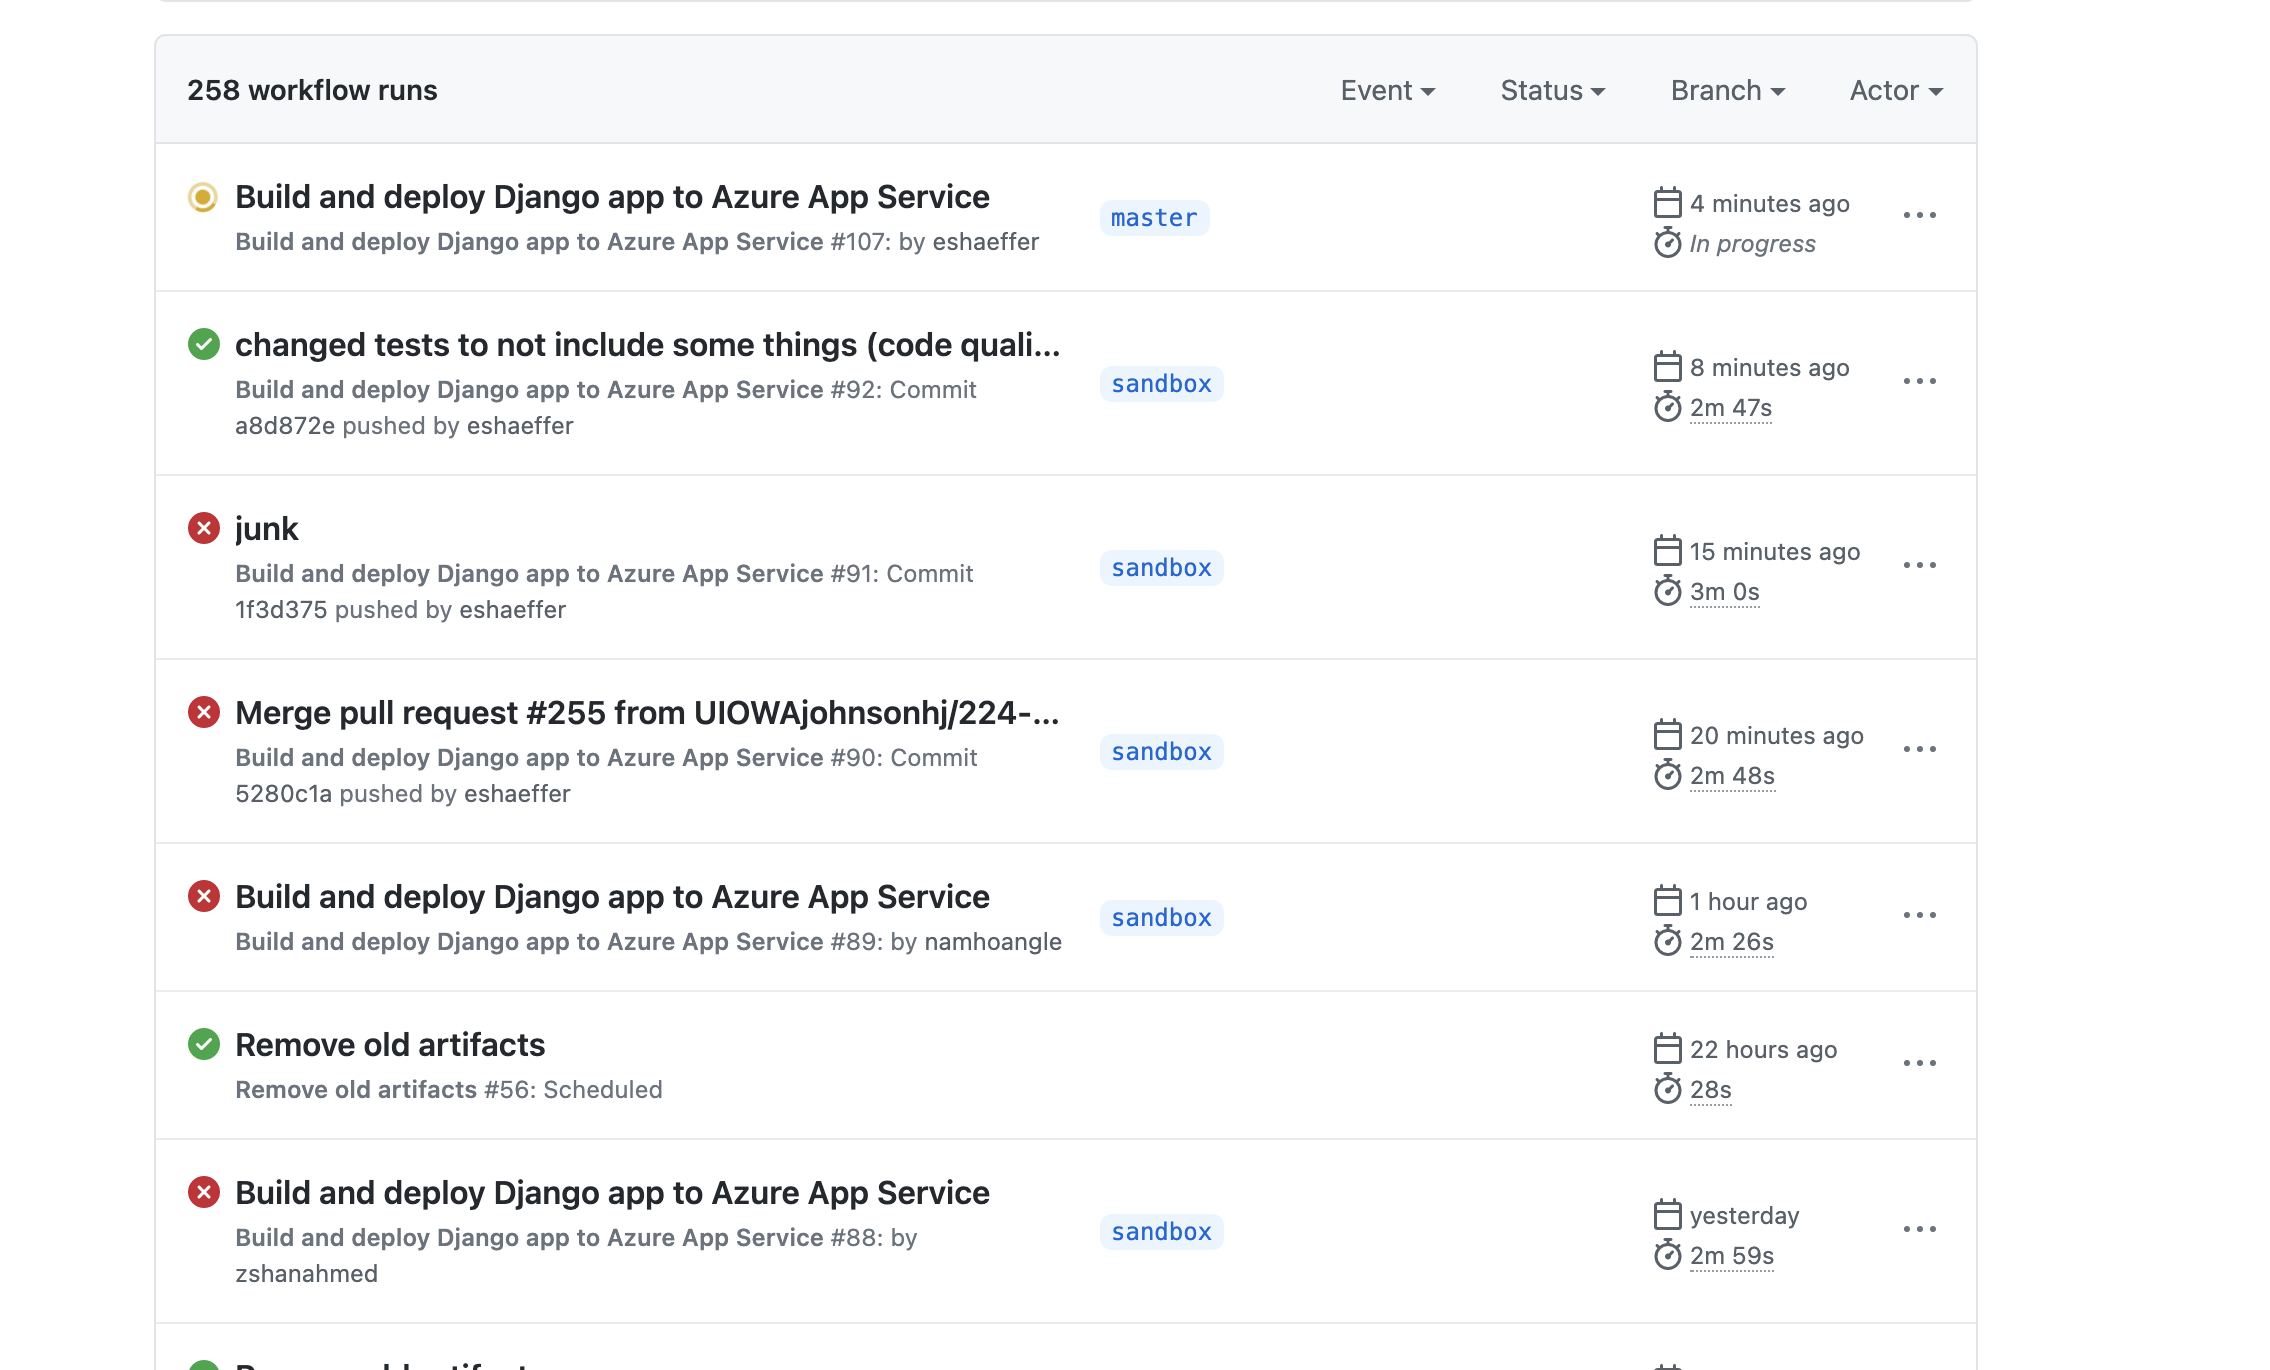 258 workflow runs
Event
Status
Branch
Actor
Build and deploy Django app to Azure App Service
Build and deploy Django app to Azure App Service #107: by eshaeffer
master
4 minutes ago
In progress
changed tests to not include some things (code quali...
Build and deploy Django app to Azure App Service #92: Commit
a8d872e pushed by eshaeffer
sandbox
8 minutes ago
2m 47s
junk
Build and deploy Django app to Azure App Service #91: Commit
1f3d375 pushed by eshaeffer
sandbox
15 minutes ago
3m 0s
Merge pull request #255 from UIOWAjohnsonhj/224-...
Build and deploy Django app to Azure App Service #90: Commit
5280c1a pushed by eshaeffer
sandbox
20 minutes ago
2m 48s
Build and deploy Django app to Azure App Service
Build and deploy Django app to Azure App Service #89: by namhoangle
sandbox
1 hour ago
2m 26s
Remove old artifacts
Remove old artifacts #56: Scheduled
22 hours ago
28s
Build and deploy Django app to Azure App Service
Build and deploy Django app to Azure App Service #88: by
zshanahmed
sandbox
yesterday
2m 59s